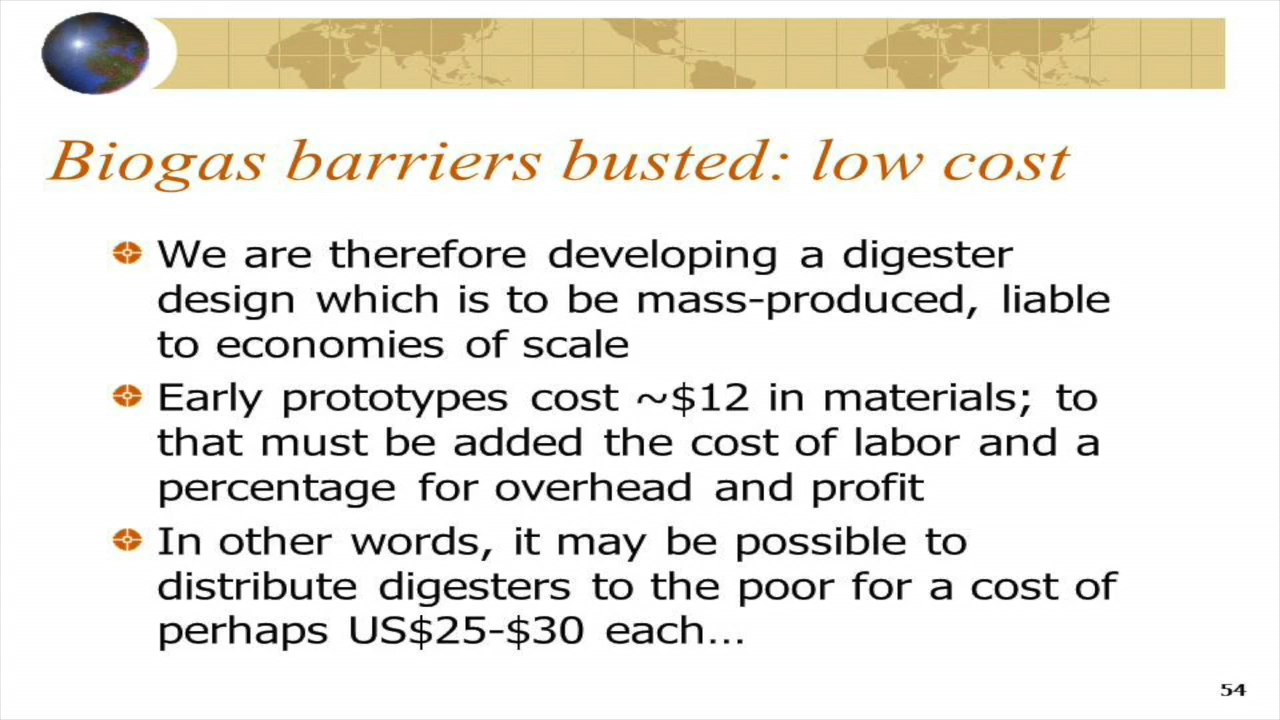 Biogas barriers busted: low cost
We are therefore developing a digester
design which is to be mass-produced, liable
to economies of scale
Early prototypes cost ~$12 in materials; to
that must be added the cost of labor and a
percentage for overhead and profit
In other words, it may be possible to
distribute digesters to the poor for a cost of
perhaps US$25-$30 each…
54